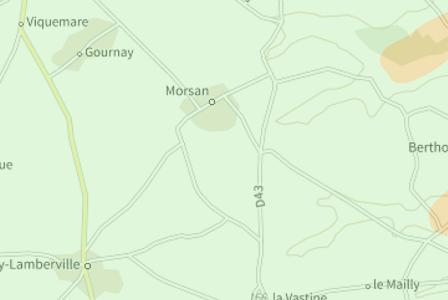 Viquemare
Gournay
Morsan
Bertho
ue
D43
y-Lamberville
le Mailly
la Vastine